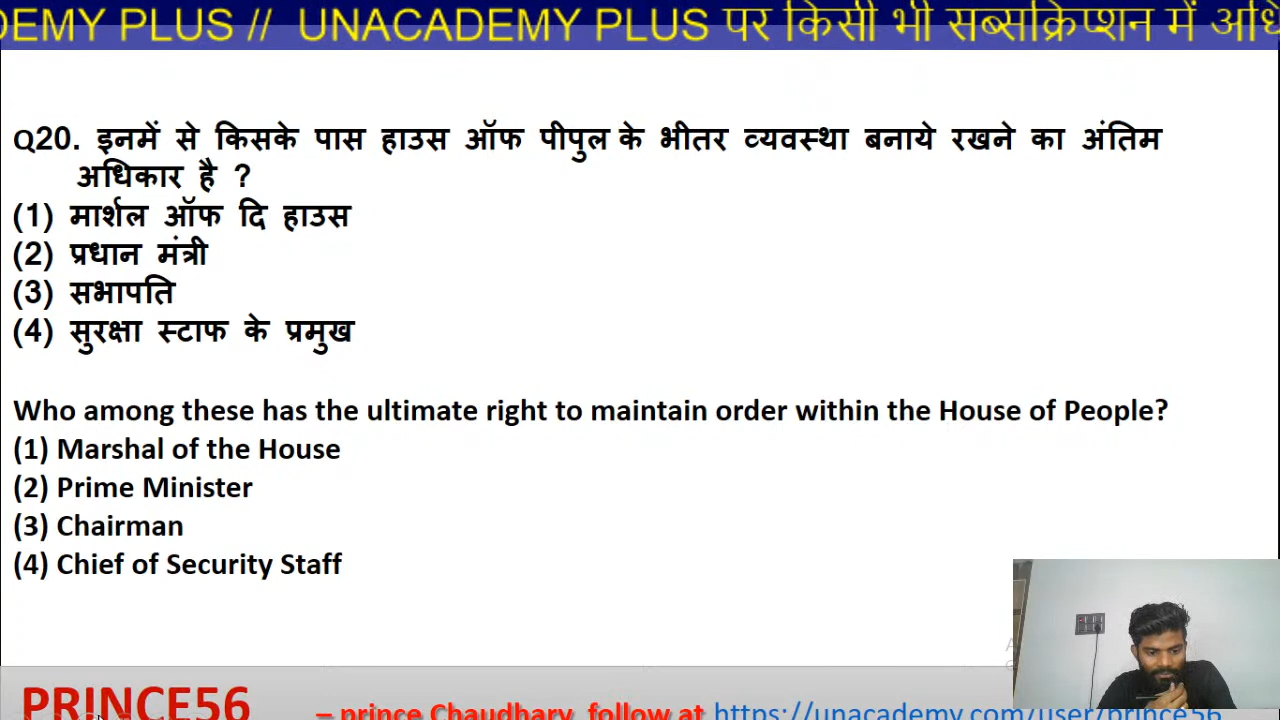 DEMY PLUS // UNACADEMY PLUS पर किसी भी सब्सक्रिप्शन में अधि
Q20. इनमें से किसके पास हाउस ऑफ पीपुल के भीतर व्यवस्था बनाये रखने का अंतिम
अधिकार है ?
(1) मार्शल ऑफ दि हाउस
(2) प्रधान मंत्री
(3) सभापति
(4) सुरक्षा स्टाफ के प्रमुख
Who among these has the ultimate right to maintain order within the House of People?
(1) Marshal of the House
(2) Prime Minister
(3) Chairman
(4) Chief of Security Staff
PRINCE56 – prince Chaudhary follow at https://unacademy.com/user/prince56